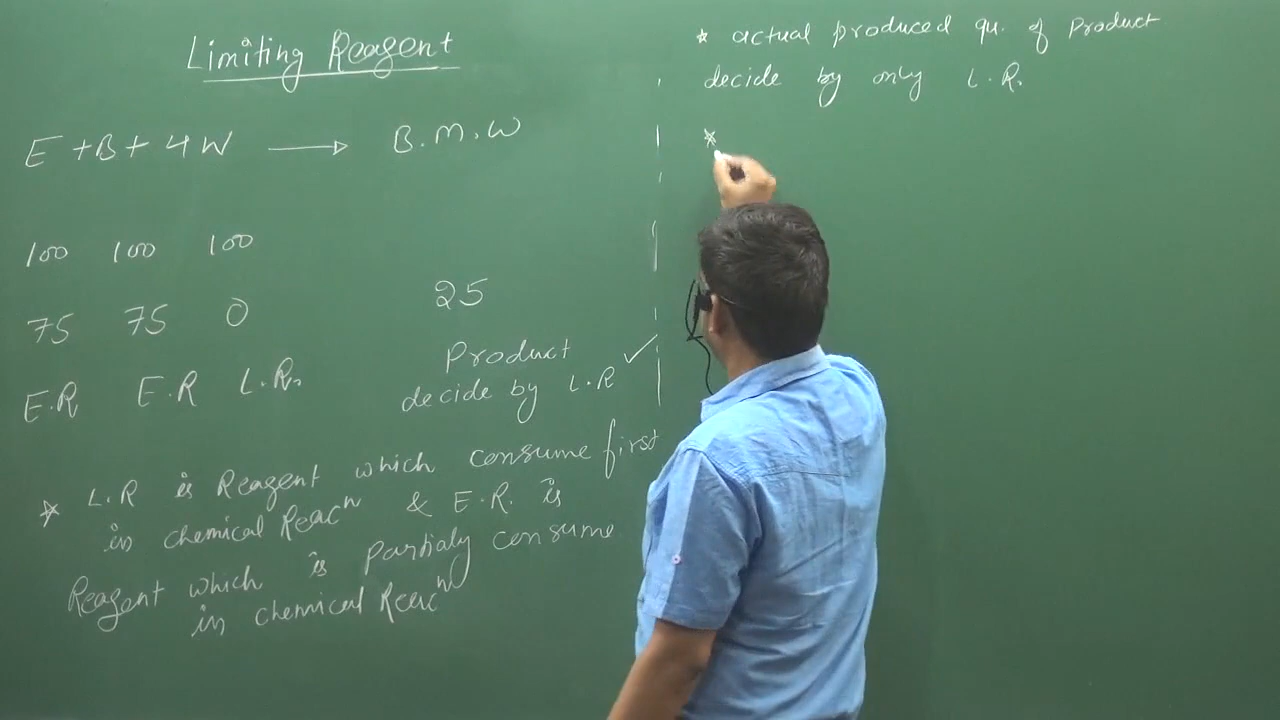 Limiting Reagent
E + B + 4W → B.M.W
100 100 100
75 75 0 25
E.R E.R L.R.
Product
decide by L.R ✓
* L.R is Reagent which consume first
in chemical Reacⁿ & E.R. is
Reagent which is Partialy consume
in chemical Reacⁿ
* actual produced qu. of Product
decide by only L.R.
*